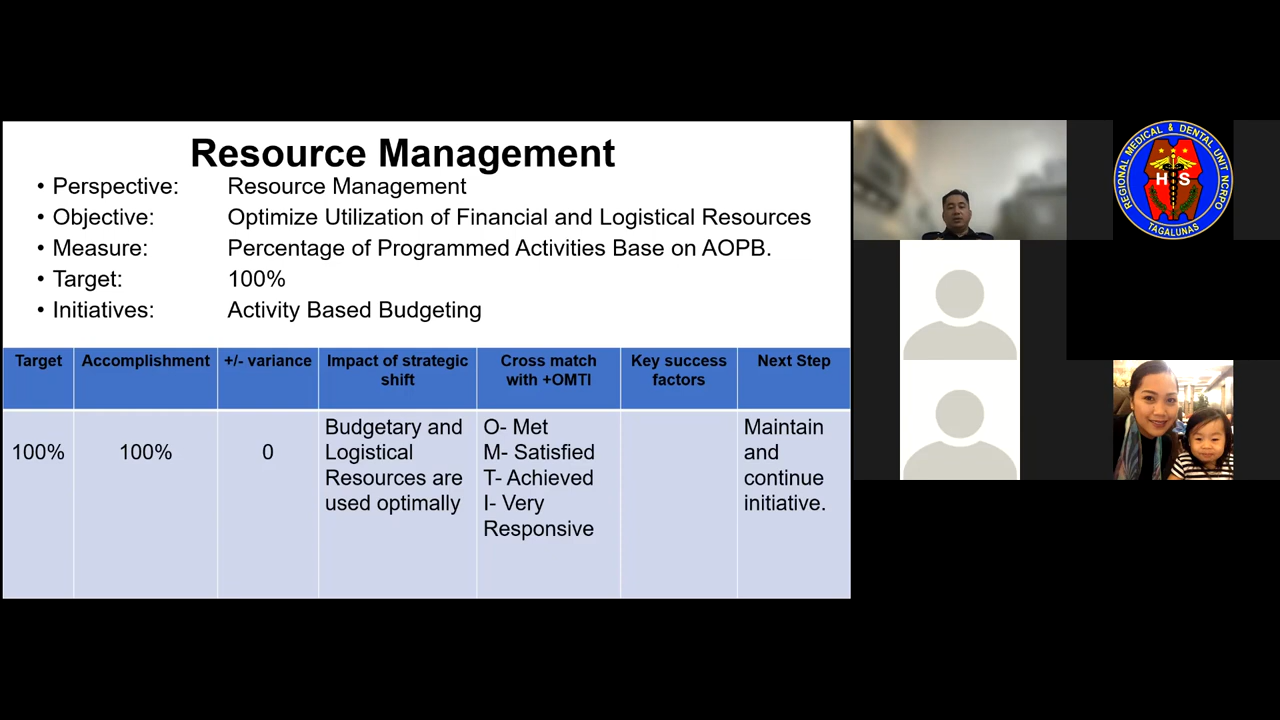 Resource Management
• Perspective: Resource Management
• Objective: Optimize Utilization of Financial and Logistical Resources
• Measure: Percentage of Programmed Activities Base on AOPB.
• Target: 100%
• Initiatives: Activity Based Budgeting
Target
Accomplishment
+/- variance
Impact of strategic
shift
Cross match
with +OMTI
Key success
factors
Next Step
100%
100%
0
Budgetary and
Logistical
Resources are
used optimally
O- Met
M- Satisfied
T- Achieved
I- Very
Responsive
Maintain
and
continue
initiative.
REGIONAL MEDICAL & DENTAL UNIT NCRPO
H S
TAGALUNAS